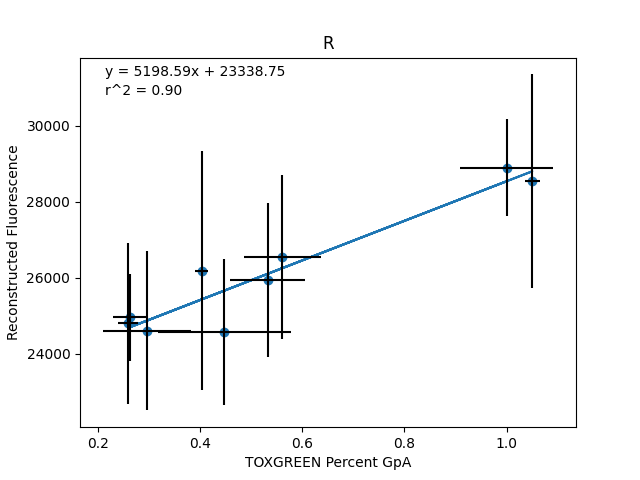 R
y = 5198.59x + 23338.75
r^2 = 0.90
30000
28000
26000
24000
Reconstructed Fluorescence
0.2 0.4 0.6 0.8 1.0
TOXGREEN Percent GpA